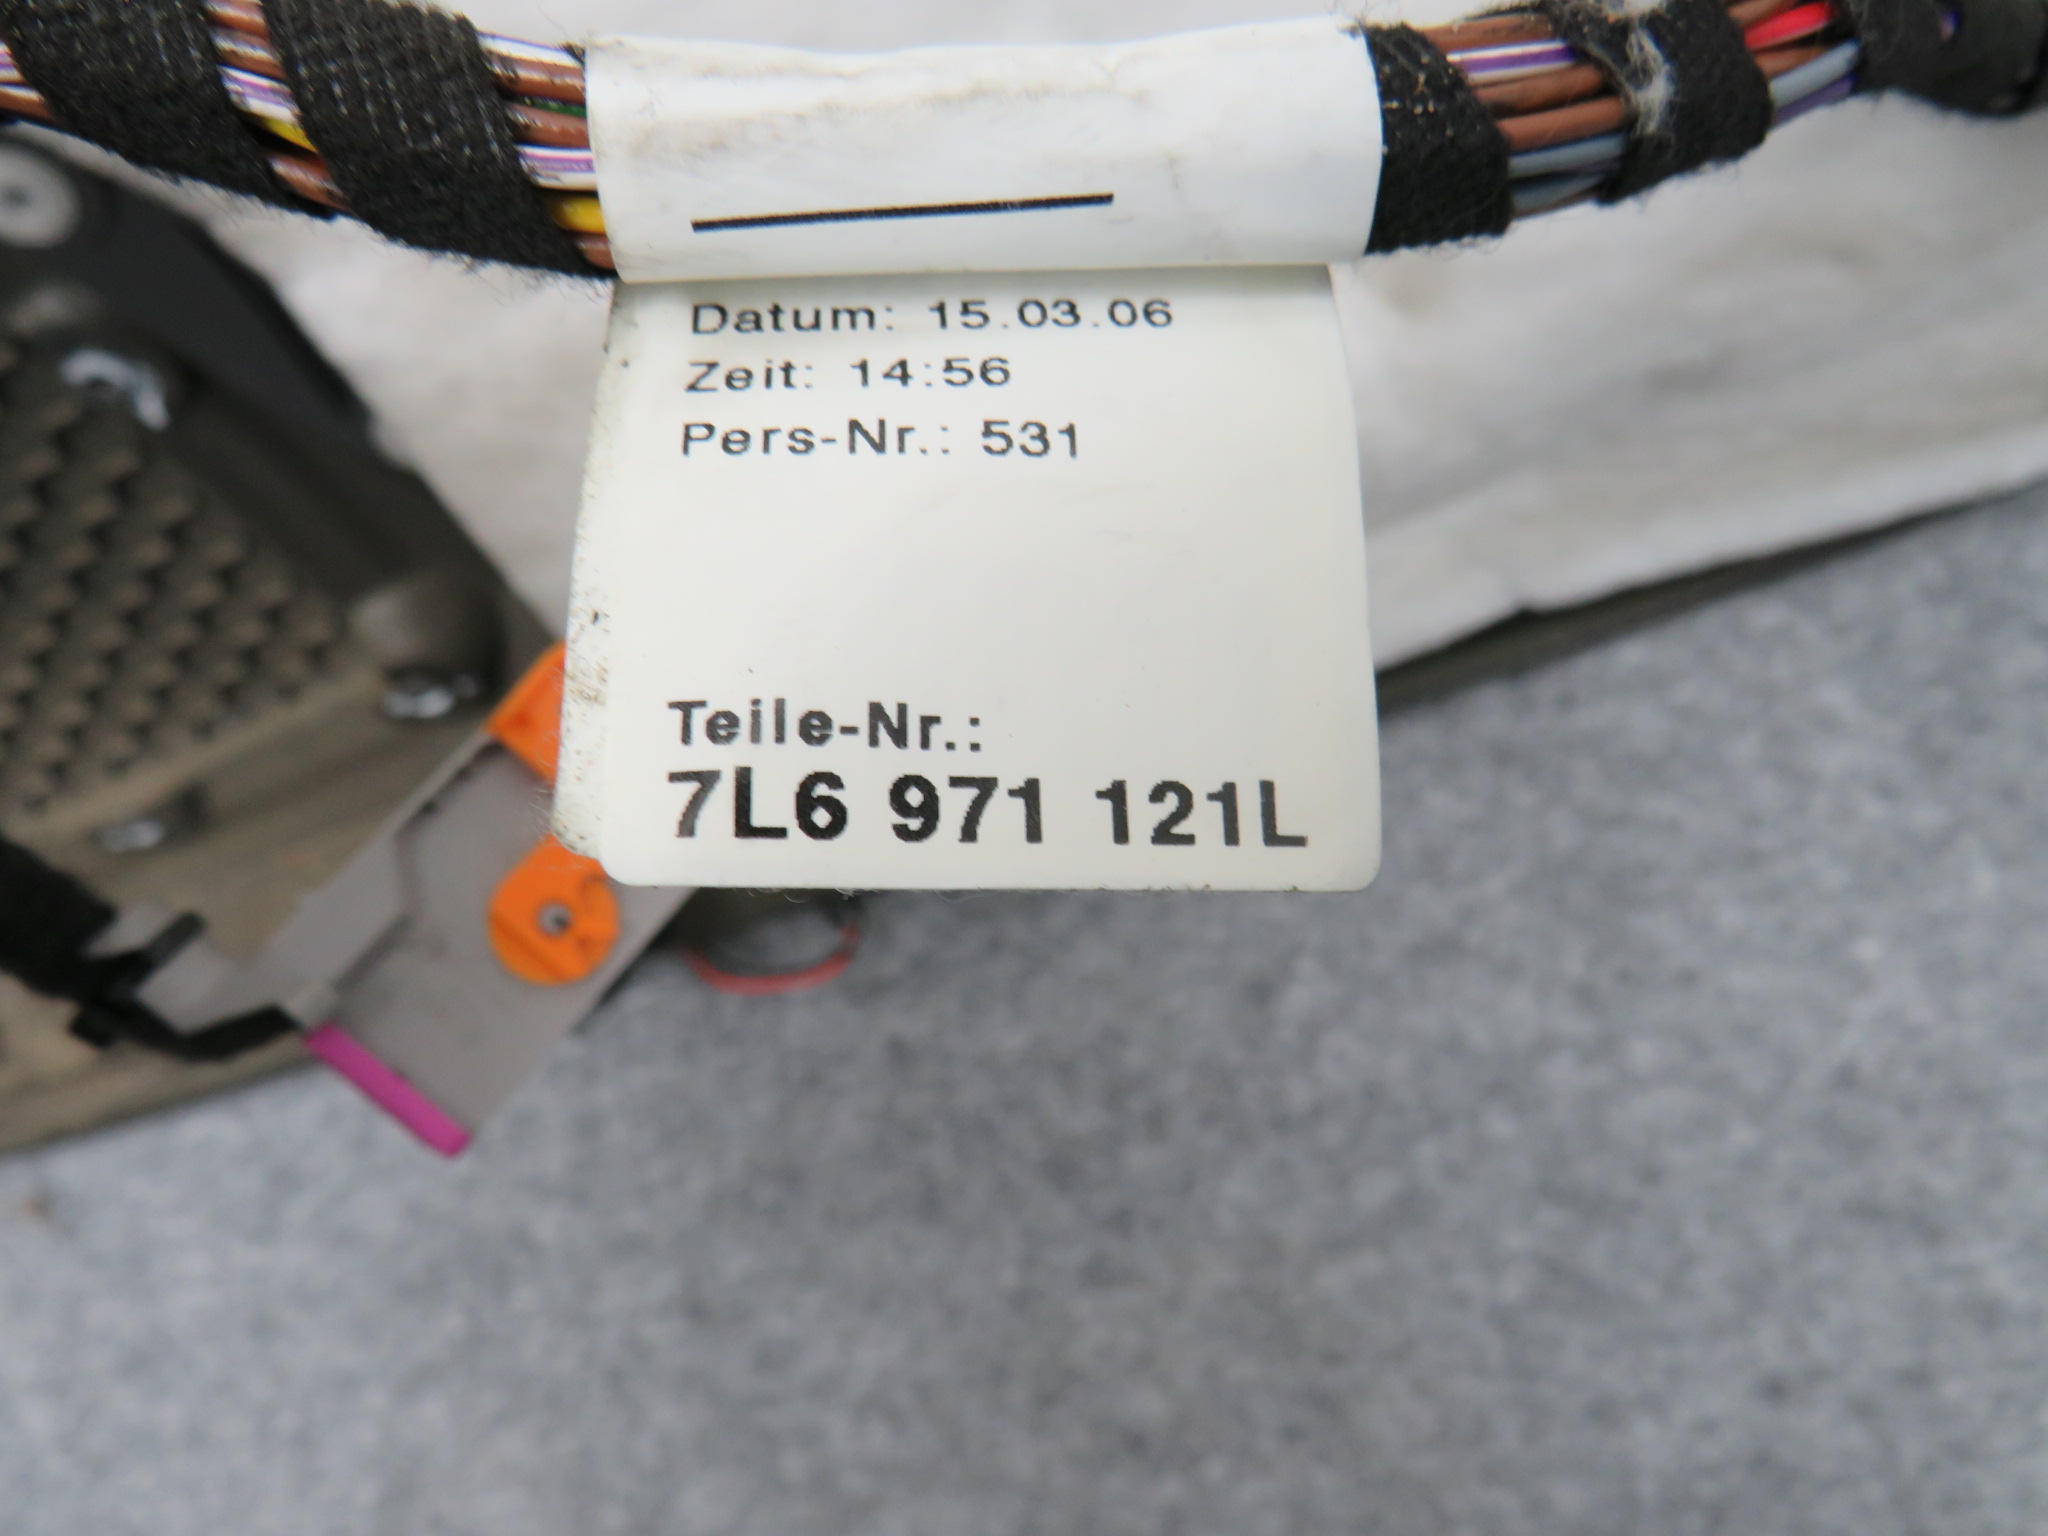 Datum: 15.03.06
Zeit: 14:56
Pers-Nr.: 531
Teile-Nr.:
7L6 971 121L